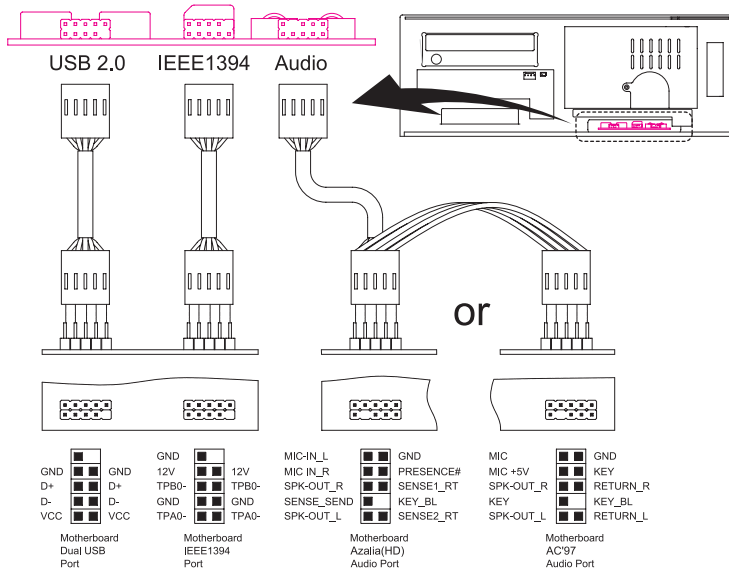 USB 2.0 IEEE1394 Audio
or
GND GND
D+ D+
D- D-
VCC VCC
Motherboard
Dual USB
Port
GND
12V 12V
TPB0- TPB0-
GND GND
TPA0- TPA0-
Motherboard
IEEE1394
Port
MIC-IN_L GND
MIC IN_R PRESENCE#
SPK-OUT_R SENSE1_RT
SENSE_SEND KEY_BL
SPK-OUT_L SENSE2_RT
Motherboard
Azalia(HD)
Audio Port
MIC GND
MIC +5V KEY
SPK-OUT_R RETURN_R
KEY KEY_BL
SPK-OUT_L RETURN_L
Motherboard
AC'97
Audio Port